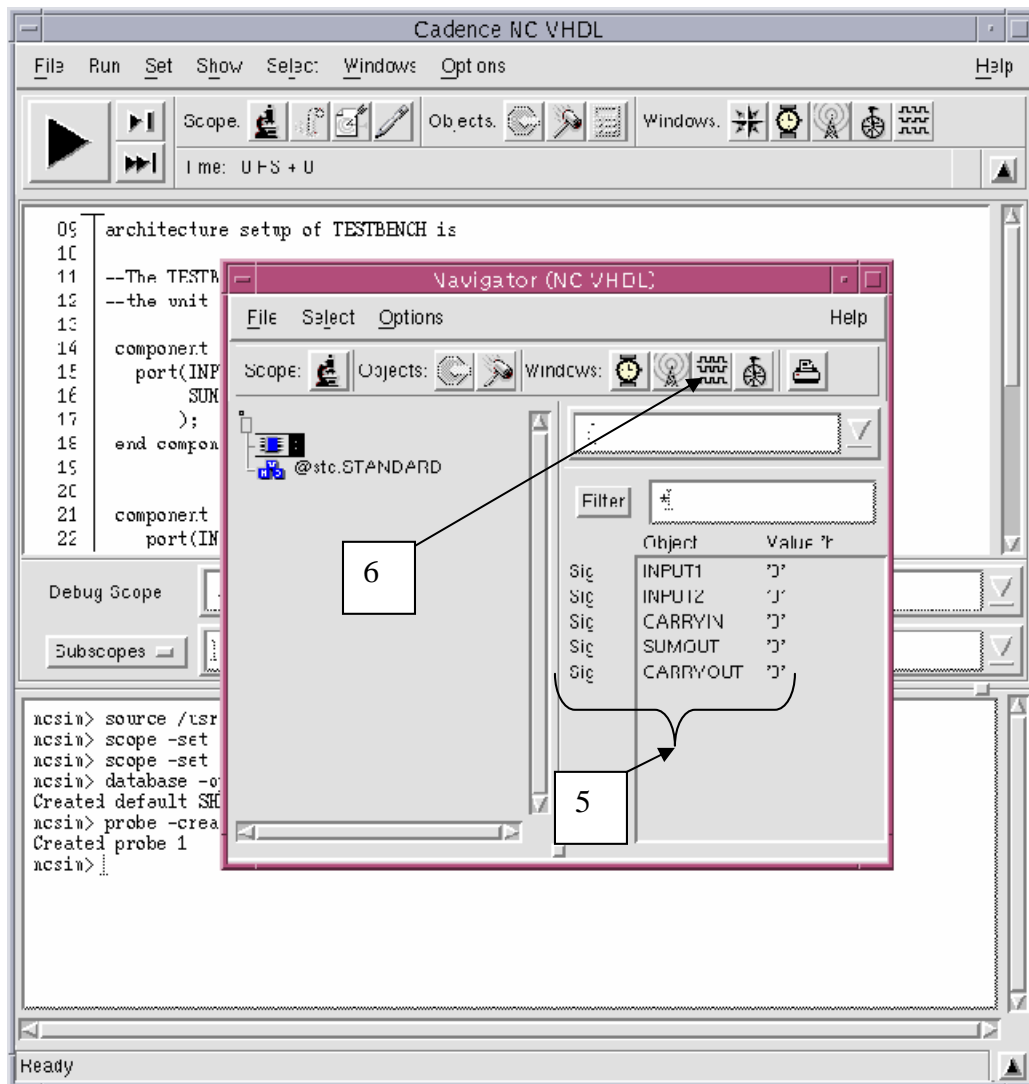 Cadence NC VHDL
File Run Set Show Select Windows Options Help
Scope. Objects. Windows.
Time: 0 FS + 0
09 architecture setup of TESTBENCH is
10
11 --The TESTB
12 --the unit
13
14 component
15 port(INP
16 SUM
17 );
18 end compon
19
20
21 component
22 port(IN
Navigator (NC VHDL)
File Select Options Help
Scope: Objects: Windows:
:
@std.STANDARD
:
Filter *
Object Value
Sig INPUT1 '0'
Sig INPUT2 '0'
Sig CARRYIN '0'
Sig SUMOUT '0'
Sig CARRYOUT '0'
6
5
Debug Scope
Subscopes
ncsim> source /usr
ncsim> scope -set
ncsim> scope -set
ncsim> database -o
Created default SH
ncsim> probe -crea
Created probe 1
ncsim>
Ready